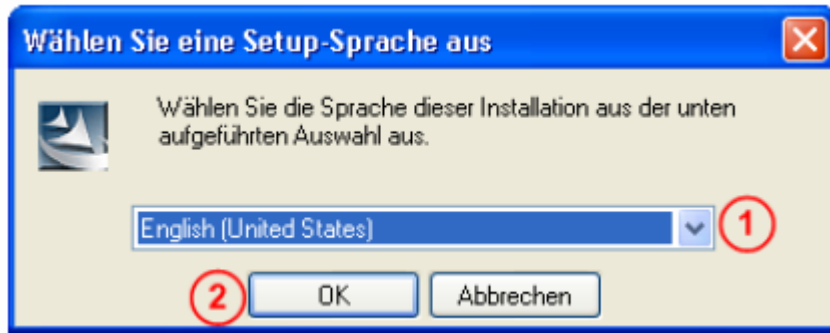 Wählen Sie eine Setup-Sprache aus
Wählen Sie die Sprache dieser Installation aus der unten
aufgeführten Auswahl aus.
English (United States)
1
2
OK
Abbrechen